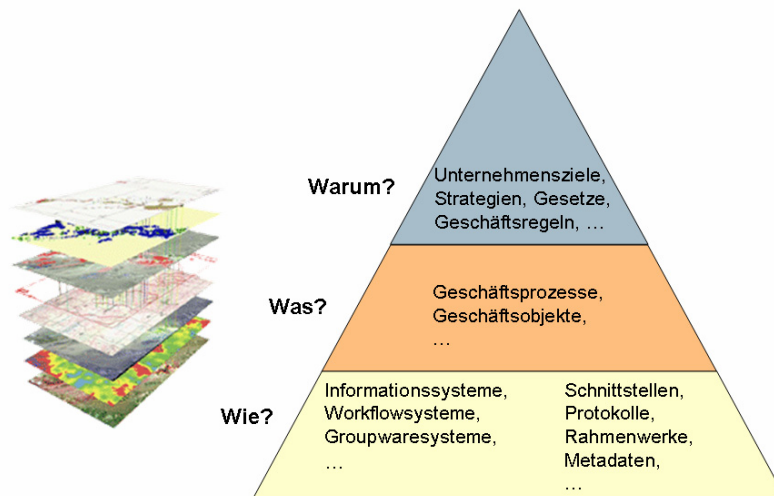 Warum?
Unternehmensziele,
Strategien, Gesetze,
Geschäftsregeln, ...
Was?
Geschäftsprozesse,
Geschäftsobjekte,
...
Wie?
Informationssysteme,
Workflowsysteme,
Groupwaresysteme,
...
Schnittstellen,
Protokolle,
Rahmenwerke,
Metadaten,
...